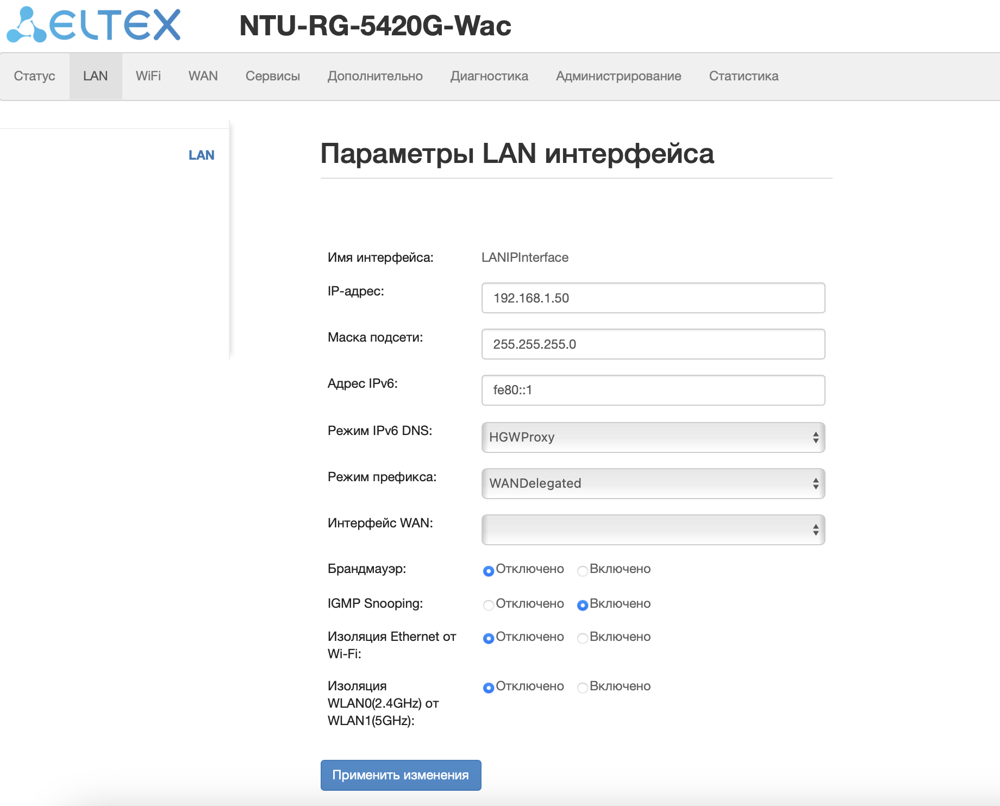 ELTEX
NTU-RG-5420G-Wac
Статус LAN WiFi WAN Сервисы Дополнительно Диагностика Администрирование Статистика
LAN
Параметры LAN интерфейса
Имя интерфейса: LANIPInterface
IP-адрес: 192.168.1.50
Маска подсети: 255.255.255.0
Адрес IPv6: fe80::1
Режим IPv6 DNS: HGWProxy
Режим префикса: WANDelegated
Интерфейс WAN:
Брандмауэр: Отключено Включено
IGMP Snooping: Отключено Включено
Изоляция Ethernet от Отключено Включено
Wi-Fi:
Изоляция Отключено Включено
WLAN0(2.4GHz) от
WLAN1(5GHz):
Применить изменения